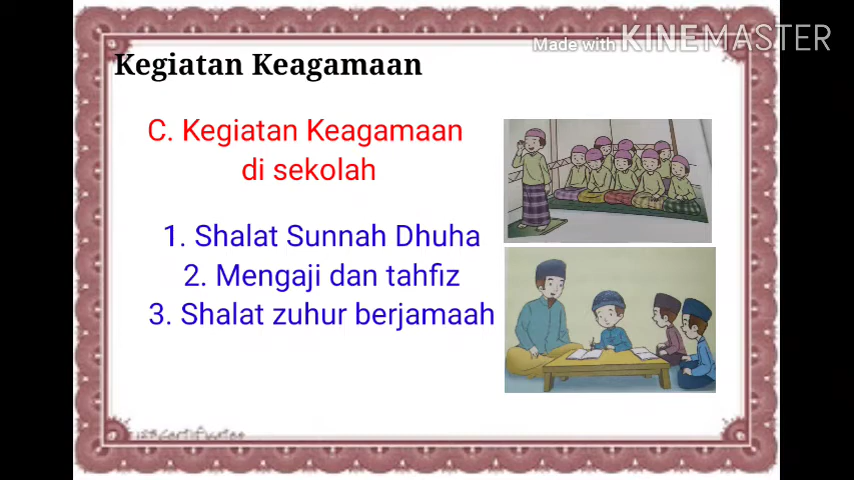 Made with KINEMASTER
Kegiatan Keagamaan
C. Kegiatan Keagamaan
di sekolah
1. Shalat Sunnah Dhuha
2. Mengaji dan tahfiz
3. Shalat zuhur berjamaah
123Certificates